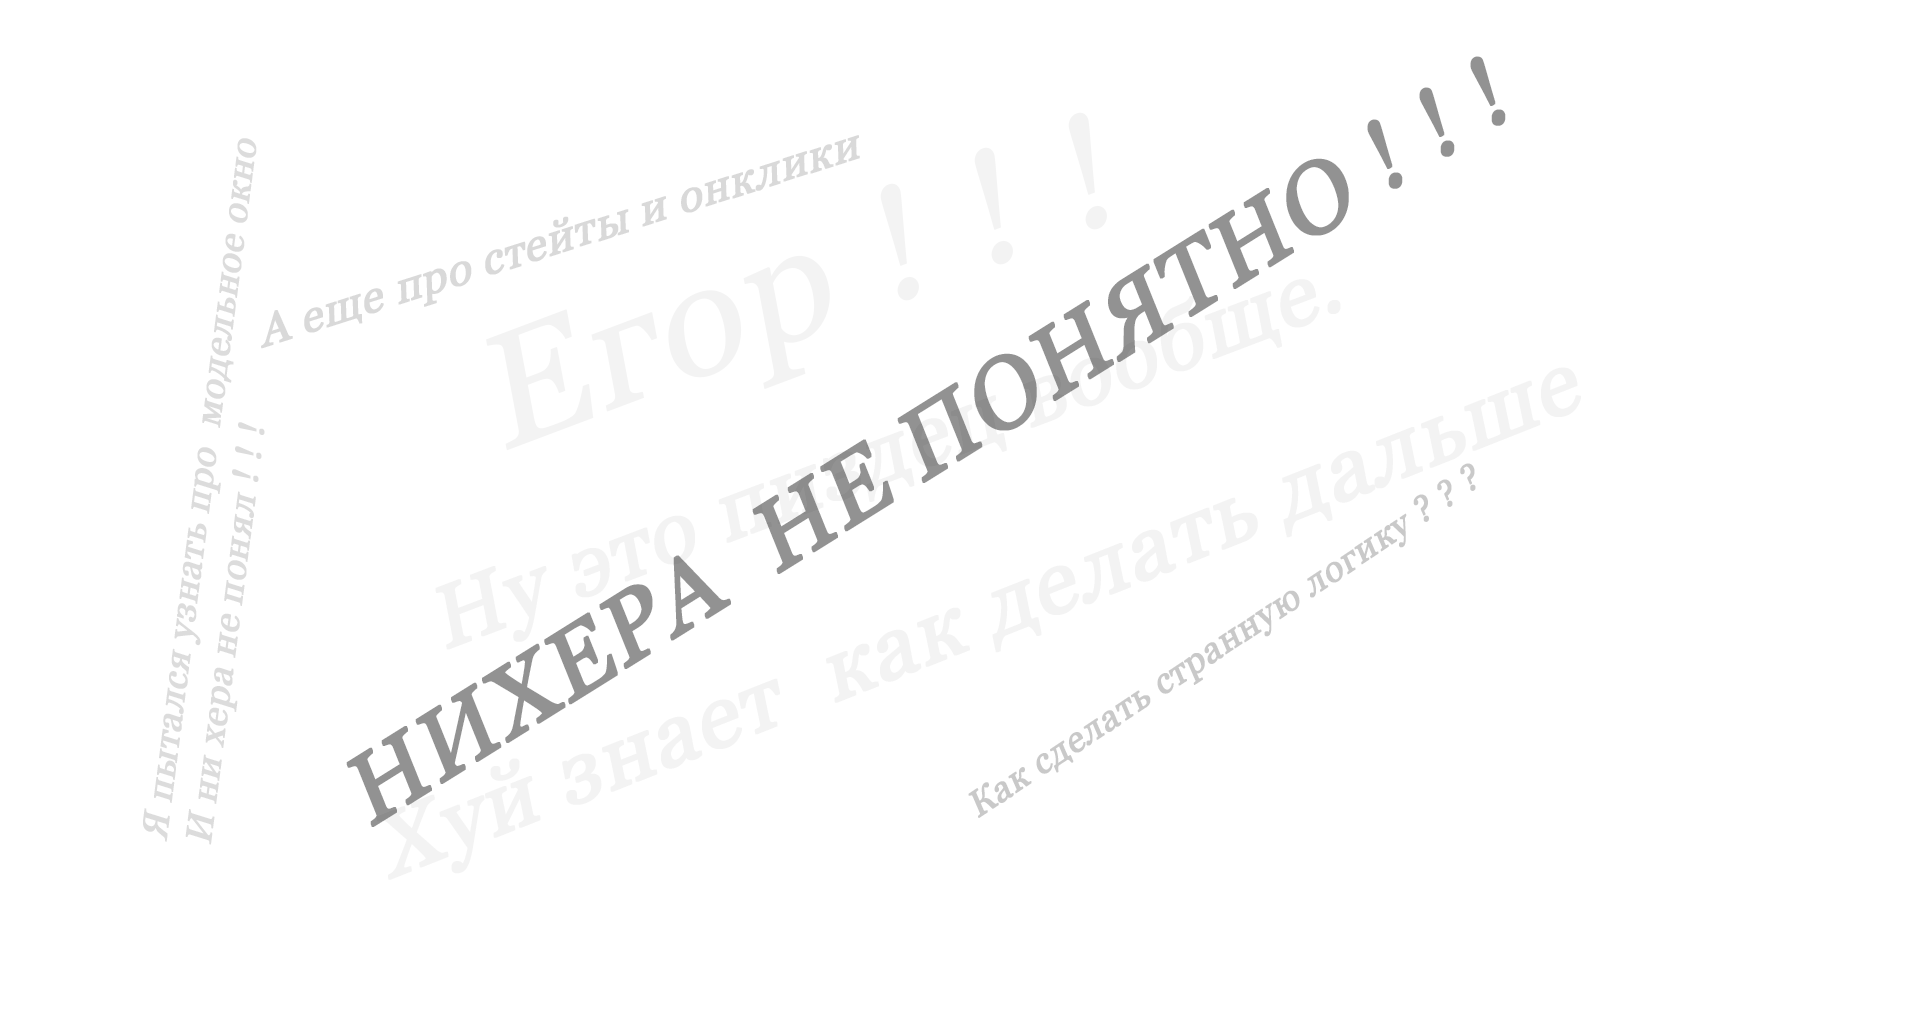 Я пытался узнать про модельное окно
И ни хера не понял ! ! !
А еще про стейты и онклики
Егор ! ! !
Ну это пиздец вообще.
НИХЕРА НЕ ПОНЯТНО ! ! !
Хуй знает как делать дальше
Как сделать странную логику ? ? ?